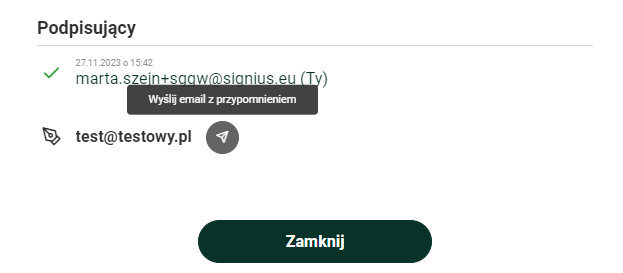 Podpisujący
27.11.2023 o 15:42
marta.szejn+sggw@signius.eu (Ty)
Wyślij email z przypomnieniem
test@testowy.pl
Zamknij